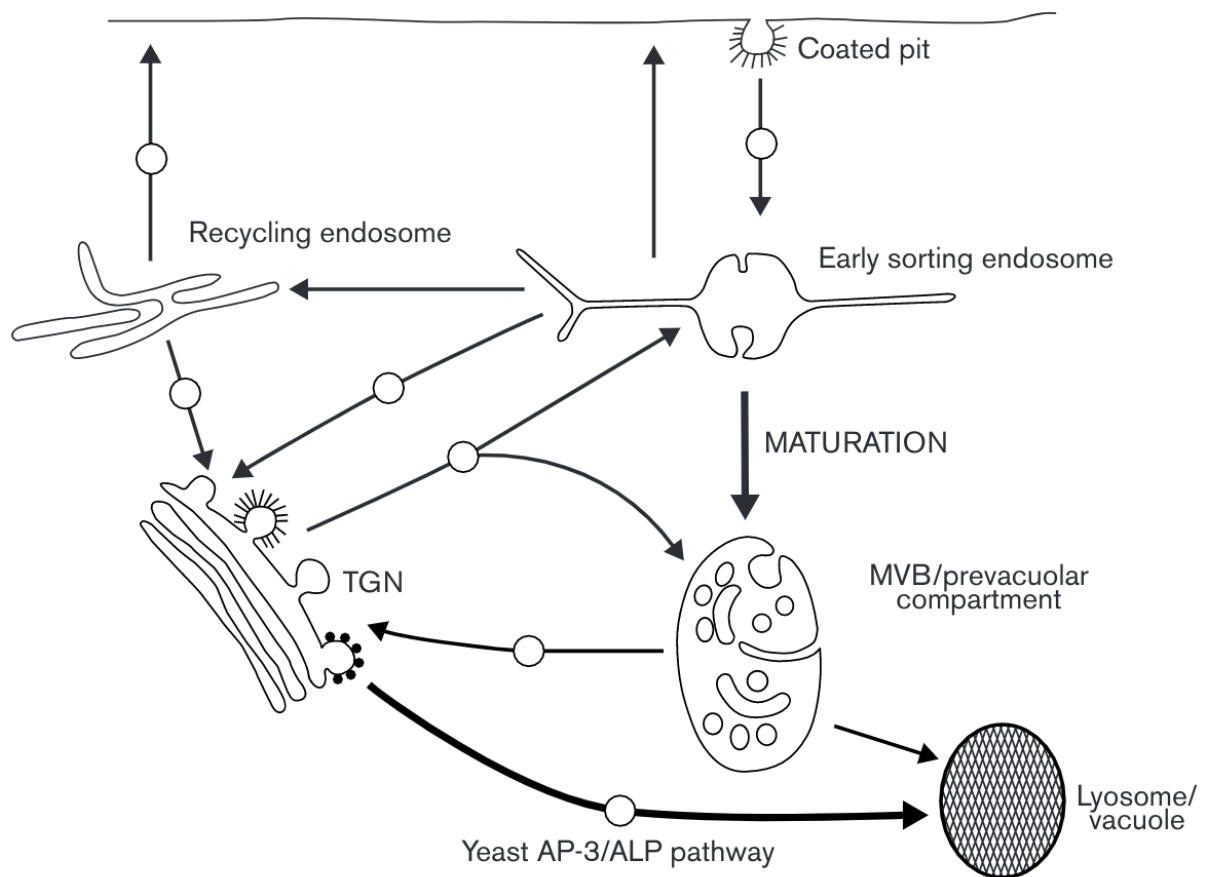 Coated pit
Recycling endosome
Early sorting endosome
MATURATION
TGN
MVB/prevacuolar
compartment
Lyosome/
vacuole
Yeast AP-3/ALP pathway